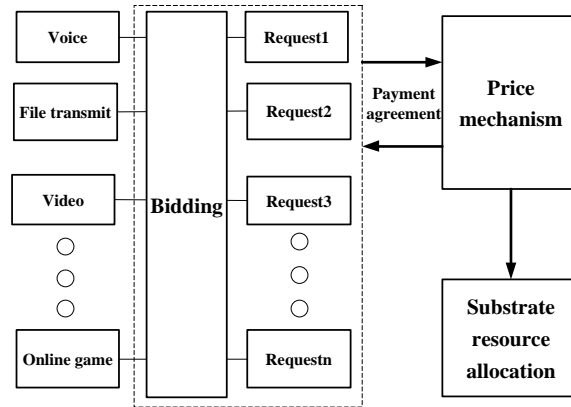 Voice
File transmit
Video
Online game
Bidding
Request1
Request2
Request3
Requestn
Payment
agreement
Price
mechanism
Substrate
resource
allocation